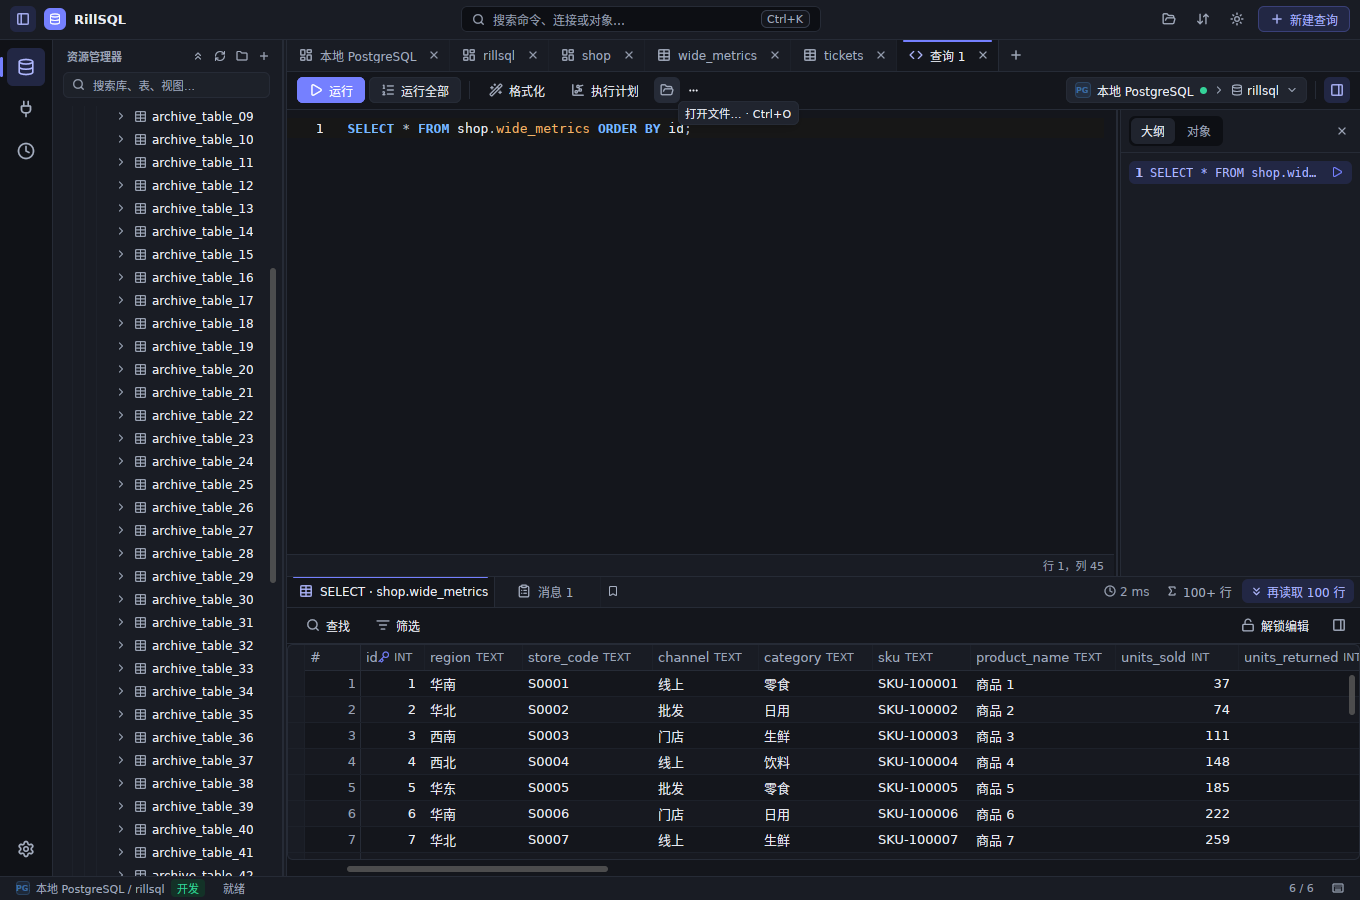 RillSQL
搜索命令、连接或对象...
Ctrl+K
新建查询
资源管理器
搜索库、表、视图...
archive_table_09
archive_table_10
archive_table_11
archive_table_12
archive_table_13
archive_table_14
archive_table_15
archive_table_16
archive_table_17
archive_table_18
archive_table_19
archive_table_20
archive_table_21
archive_table_22
archive_table_23
archive_table_24
archive_table_25
archive_table_26
archive_table_27
archive_table_28
archive_table_29
archive_table_30
archive_table_31
archive_table_32
archive_table_33
archive_table_34
archive_table_35
archive_table_36
archive_table_37
archive_table_38
archive_table_39
archive_table_40
archive_table_41
archive_table_42
本地 PostgreSQL
rillsql
shop
wide_metrics
tickets
查询 1
运行
运行全部
格式化
执行计划
PG 本地 PostgreSQL
rillsql
打开文件... · Ctrl+O
1 SELECT * FROM shop.wide_metrics ORDER BY id;
行 1，列 45
大纲
对象
1 SELECT * FROM shop.wid…
SELECT · shop.wide_metrics
消息 1
2 ms
Σ 100+ 行
再读取 100 行
查找
筛选
解锁编辑
# id INT region TEXT store_code TEXT channel TEXT category TEXT sku TEXT product_name TEXT units_sold INT units_returned INT
1 1 华南 S0001 线上 零食 SKU-100001 商品 1 37
2 2 华北 S0002 批发 日用 SKU-100002 商品 2 74
3 3 西南 S0003 门店 生鲜 SKU-100003 商品 3 111
4 4 西北 S0004 线上 饮料 SKU-100004 商品 4 148
5 5 华东 S0005 批发 零食 SKU-100005 商品 5 185
6 6 华南 S0006 门店 日用 SKU-100006 商品 6 222
7 7 华北 S0007 线上 生鲜 SKU-100007 商品 7 259
PG 本地 PostgreSQL / rillsql
开发
就绪
6 / 6